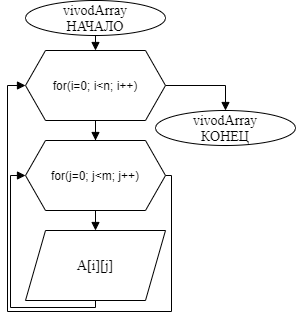 vivodArray
НАЧАЛО
for(i=0; i<n; i++)
vivodArray
КОНЕЦ
for(j=0; j<m; j++)
A[i][j]